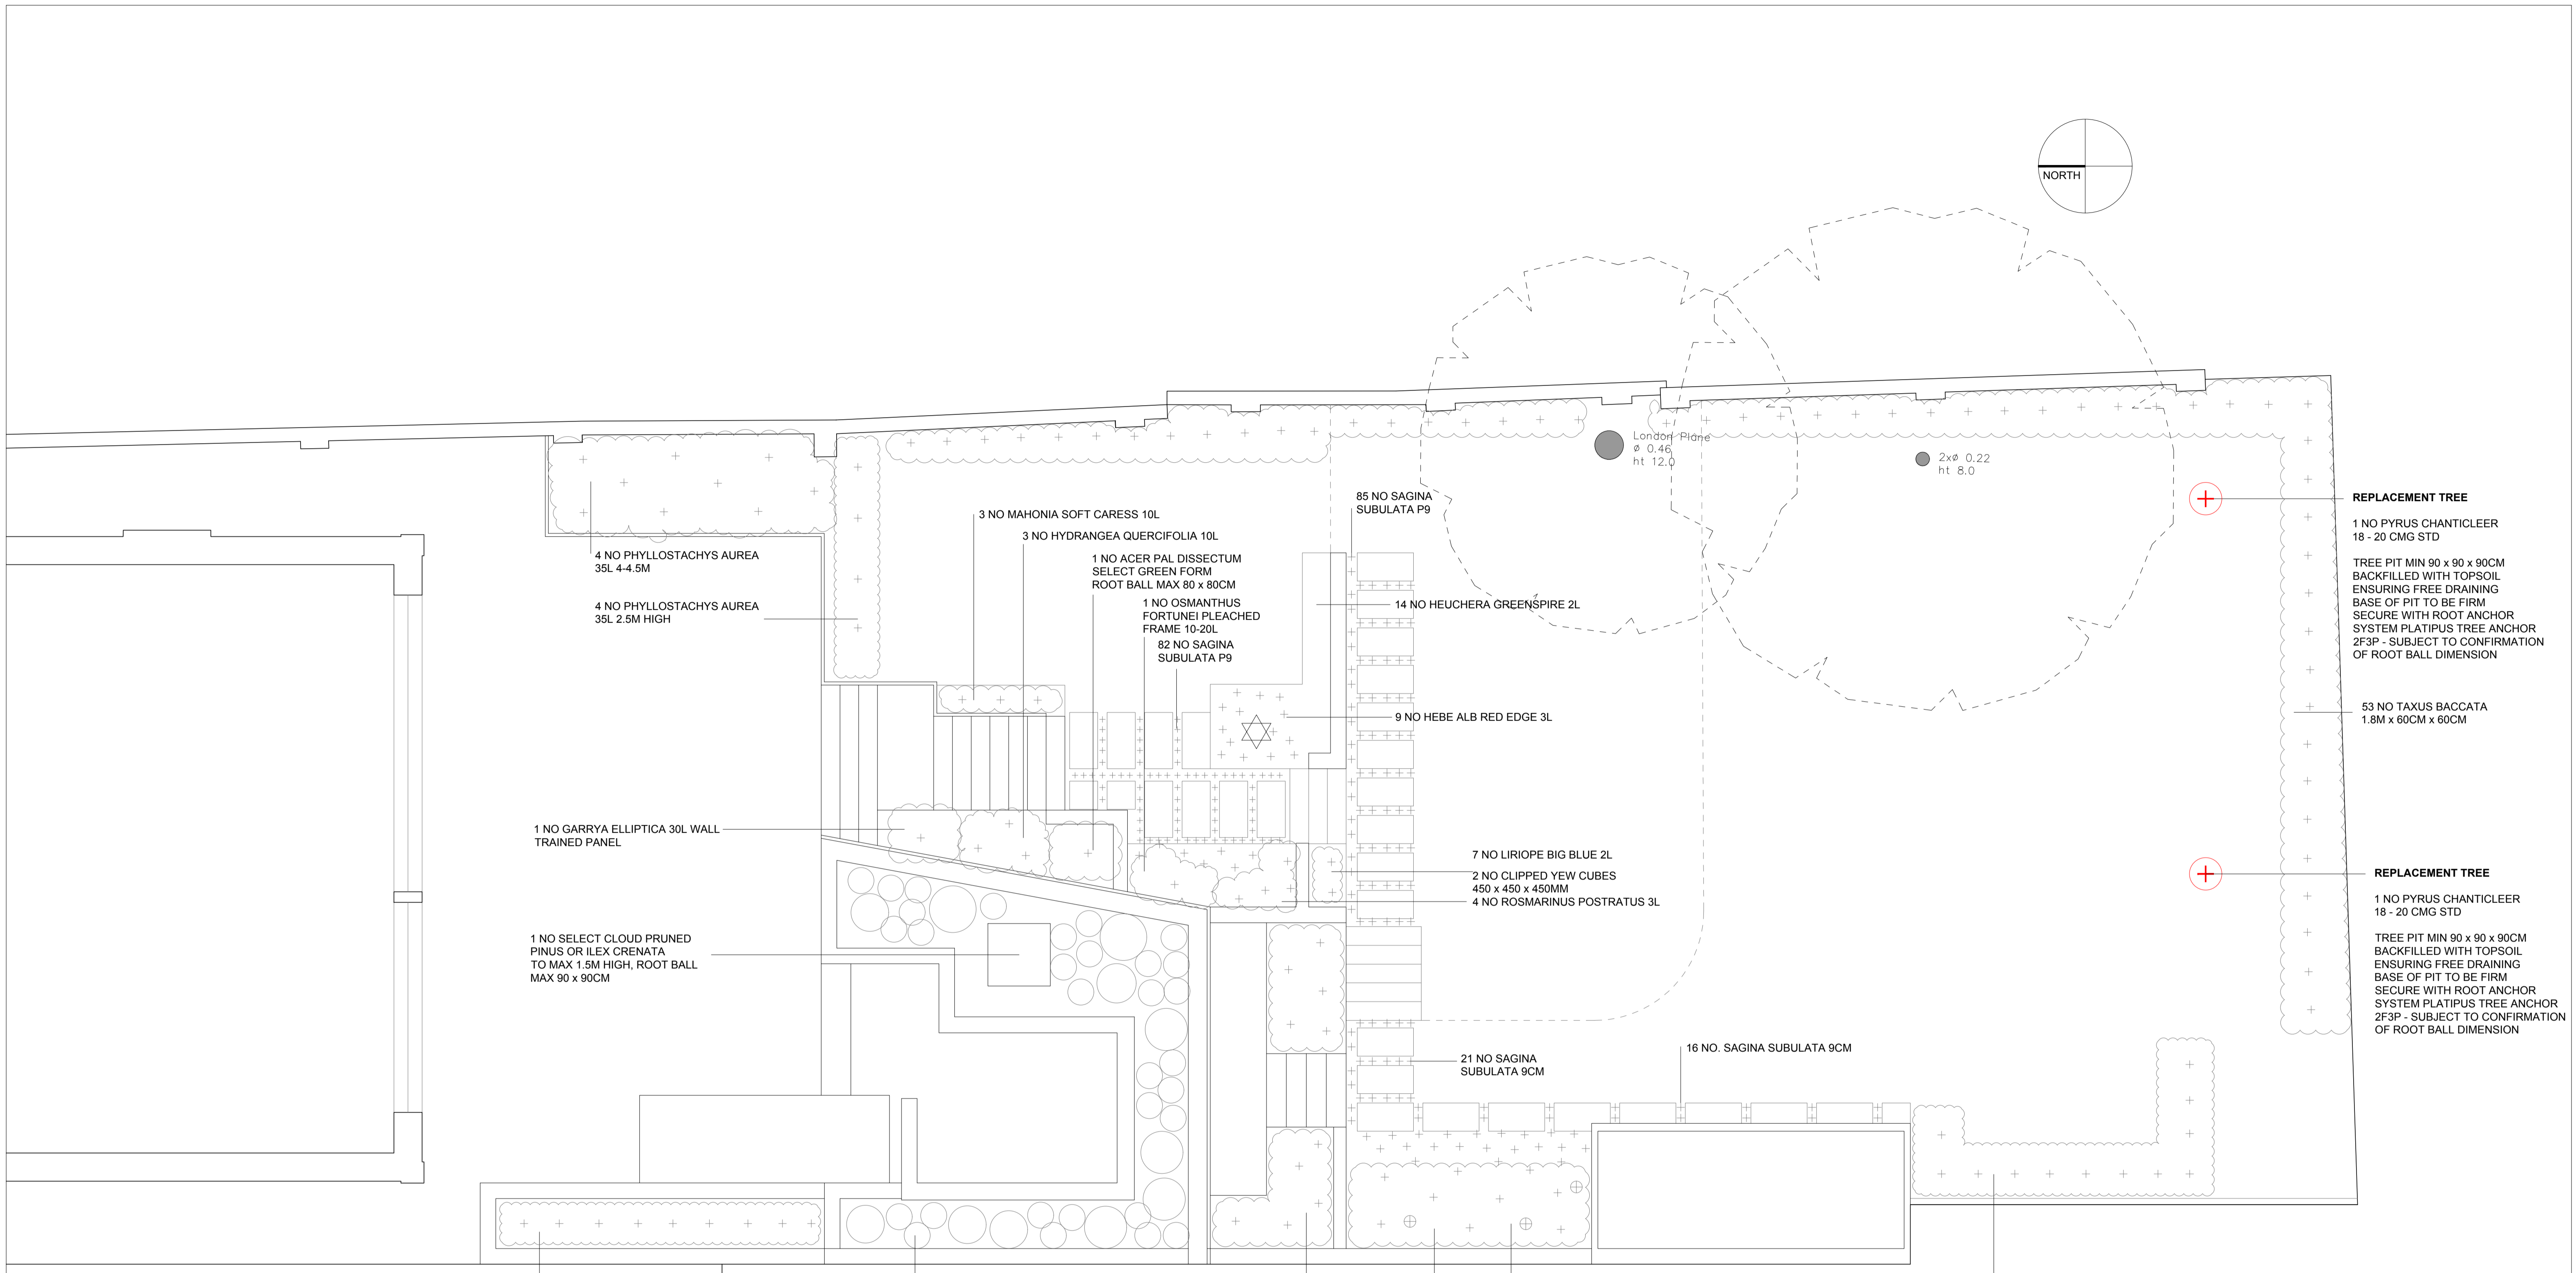 NORTH
London Plane
ø 0.46
ht 12.0
2xø 0.22
ht 8.0
85 NO SAGINA
SUBULATA P9
REPLACEMENT TREE
1 NO PYRUS CHANTICLEER
18 - 20 CMG STD
TREE PIT MIN 90 x 90 x 90CM
BACKFILLED WITH TOPSOIL
ENSURING FREE DRAINING
BASE OF PIT TO BE FIRM
SECURE WITH ROOT ANCHOR
SYSTEM PLATIPUS TREE ANCHOR
2F3P - SUBJECT TO CONFIRMATION
OF ROOT BALL DIMENSION
3 NO MAHONIA SOFT CARESS 10L
3 NO HYDRANGEA QUERCIFOLIA 10L
4 NO PHYLLOSTACHYS AUREA
35L 4-4.5M
1 NO ACER PAL DISSECTUM
SELECT GREEN FORM
ROOT BALL MAX 80 x 80CM
4 NO PHYLLOSTACHYS AUREA
35L 2.5M HIGH
1 NO OSMANTHUS
FORTUNEI PLEACHED
FRAME 10-20L
14 NO HEUCHERA GREENSPIRE 2L
82 NO SAGINA
SUBULATA P9
53 NO TAXUS BACCATA
1.8M x 60CM x 60CM
9 NO HEBE ALB RED EDGE 3L
1 NO GARRYA ELLIPTICA 30L WALL
TRAINED PANEL
7 NO LIRIOPE BIG BLUE 2L
2 NO CLIPPED YEW CUBES
450 x 450 x 450MM
4 NO ROSMARINUS POSTRATUS 3L
REPLACEMENT TREE
1 NO PYRUS CHANTICLEER
18 - 20 CMG STD
TREE PIT MIN 90 x 90 x 90CM
BACKFILLED WITH TOPSOIL
ENSURING FREE DRAINING
BASE OF PIT TO BE FIRM
SECURE WITH ROOT ANCHOR
SYSTEM PLATIPUS TREE ANCHOR
2F3P - SUBJECT TO CONFIRMATION
OF ROOT BALL DIMENSION
1 NO SELECT CLOUD PRUNED
PINUS OR ILEX CRENATA
TO MAX 1.5M HIGH, ROOT BALL
MAX 90 x 90CM
21 NO SAGINA
SUBULATA 9CM
16 NO. SAGINA SUBULATA 9CM